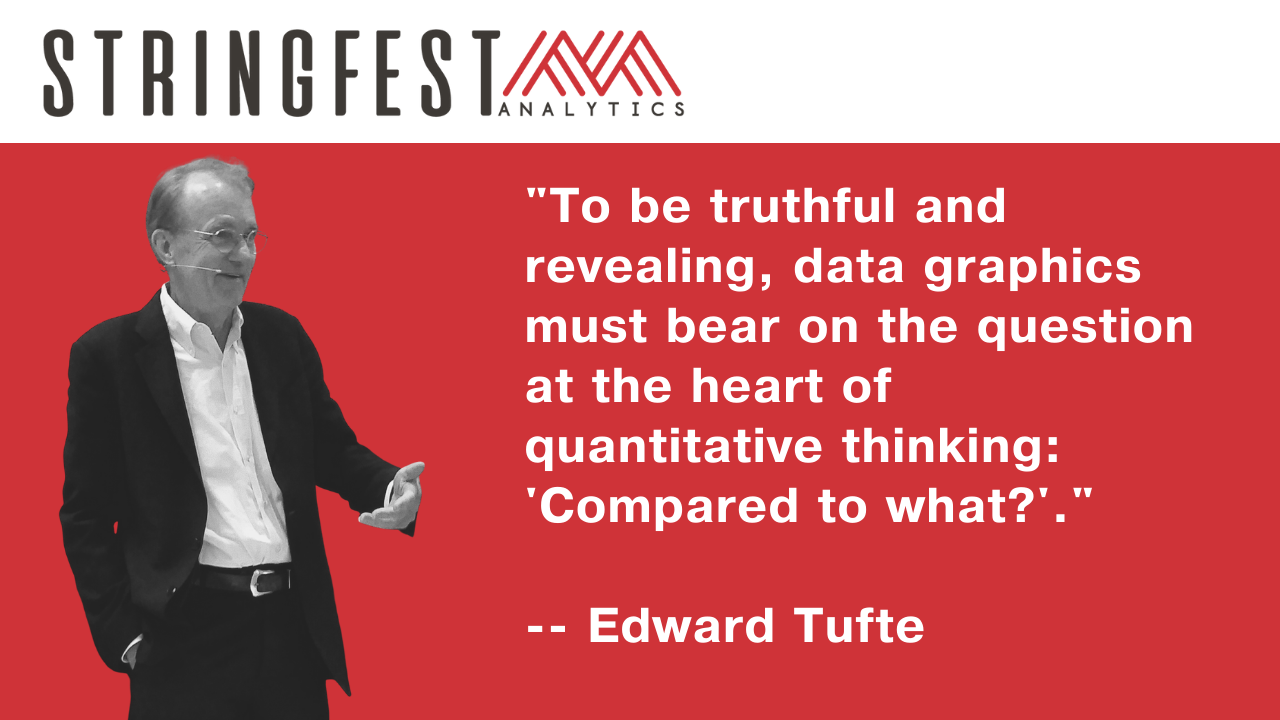 STRINGFEST
ANALYTICS
"To be truthful and
revealing, data graphics
must bear on the question
at the heart of
quantitative thinking:
'Compared to what?'."
-- Edward Tufte